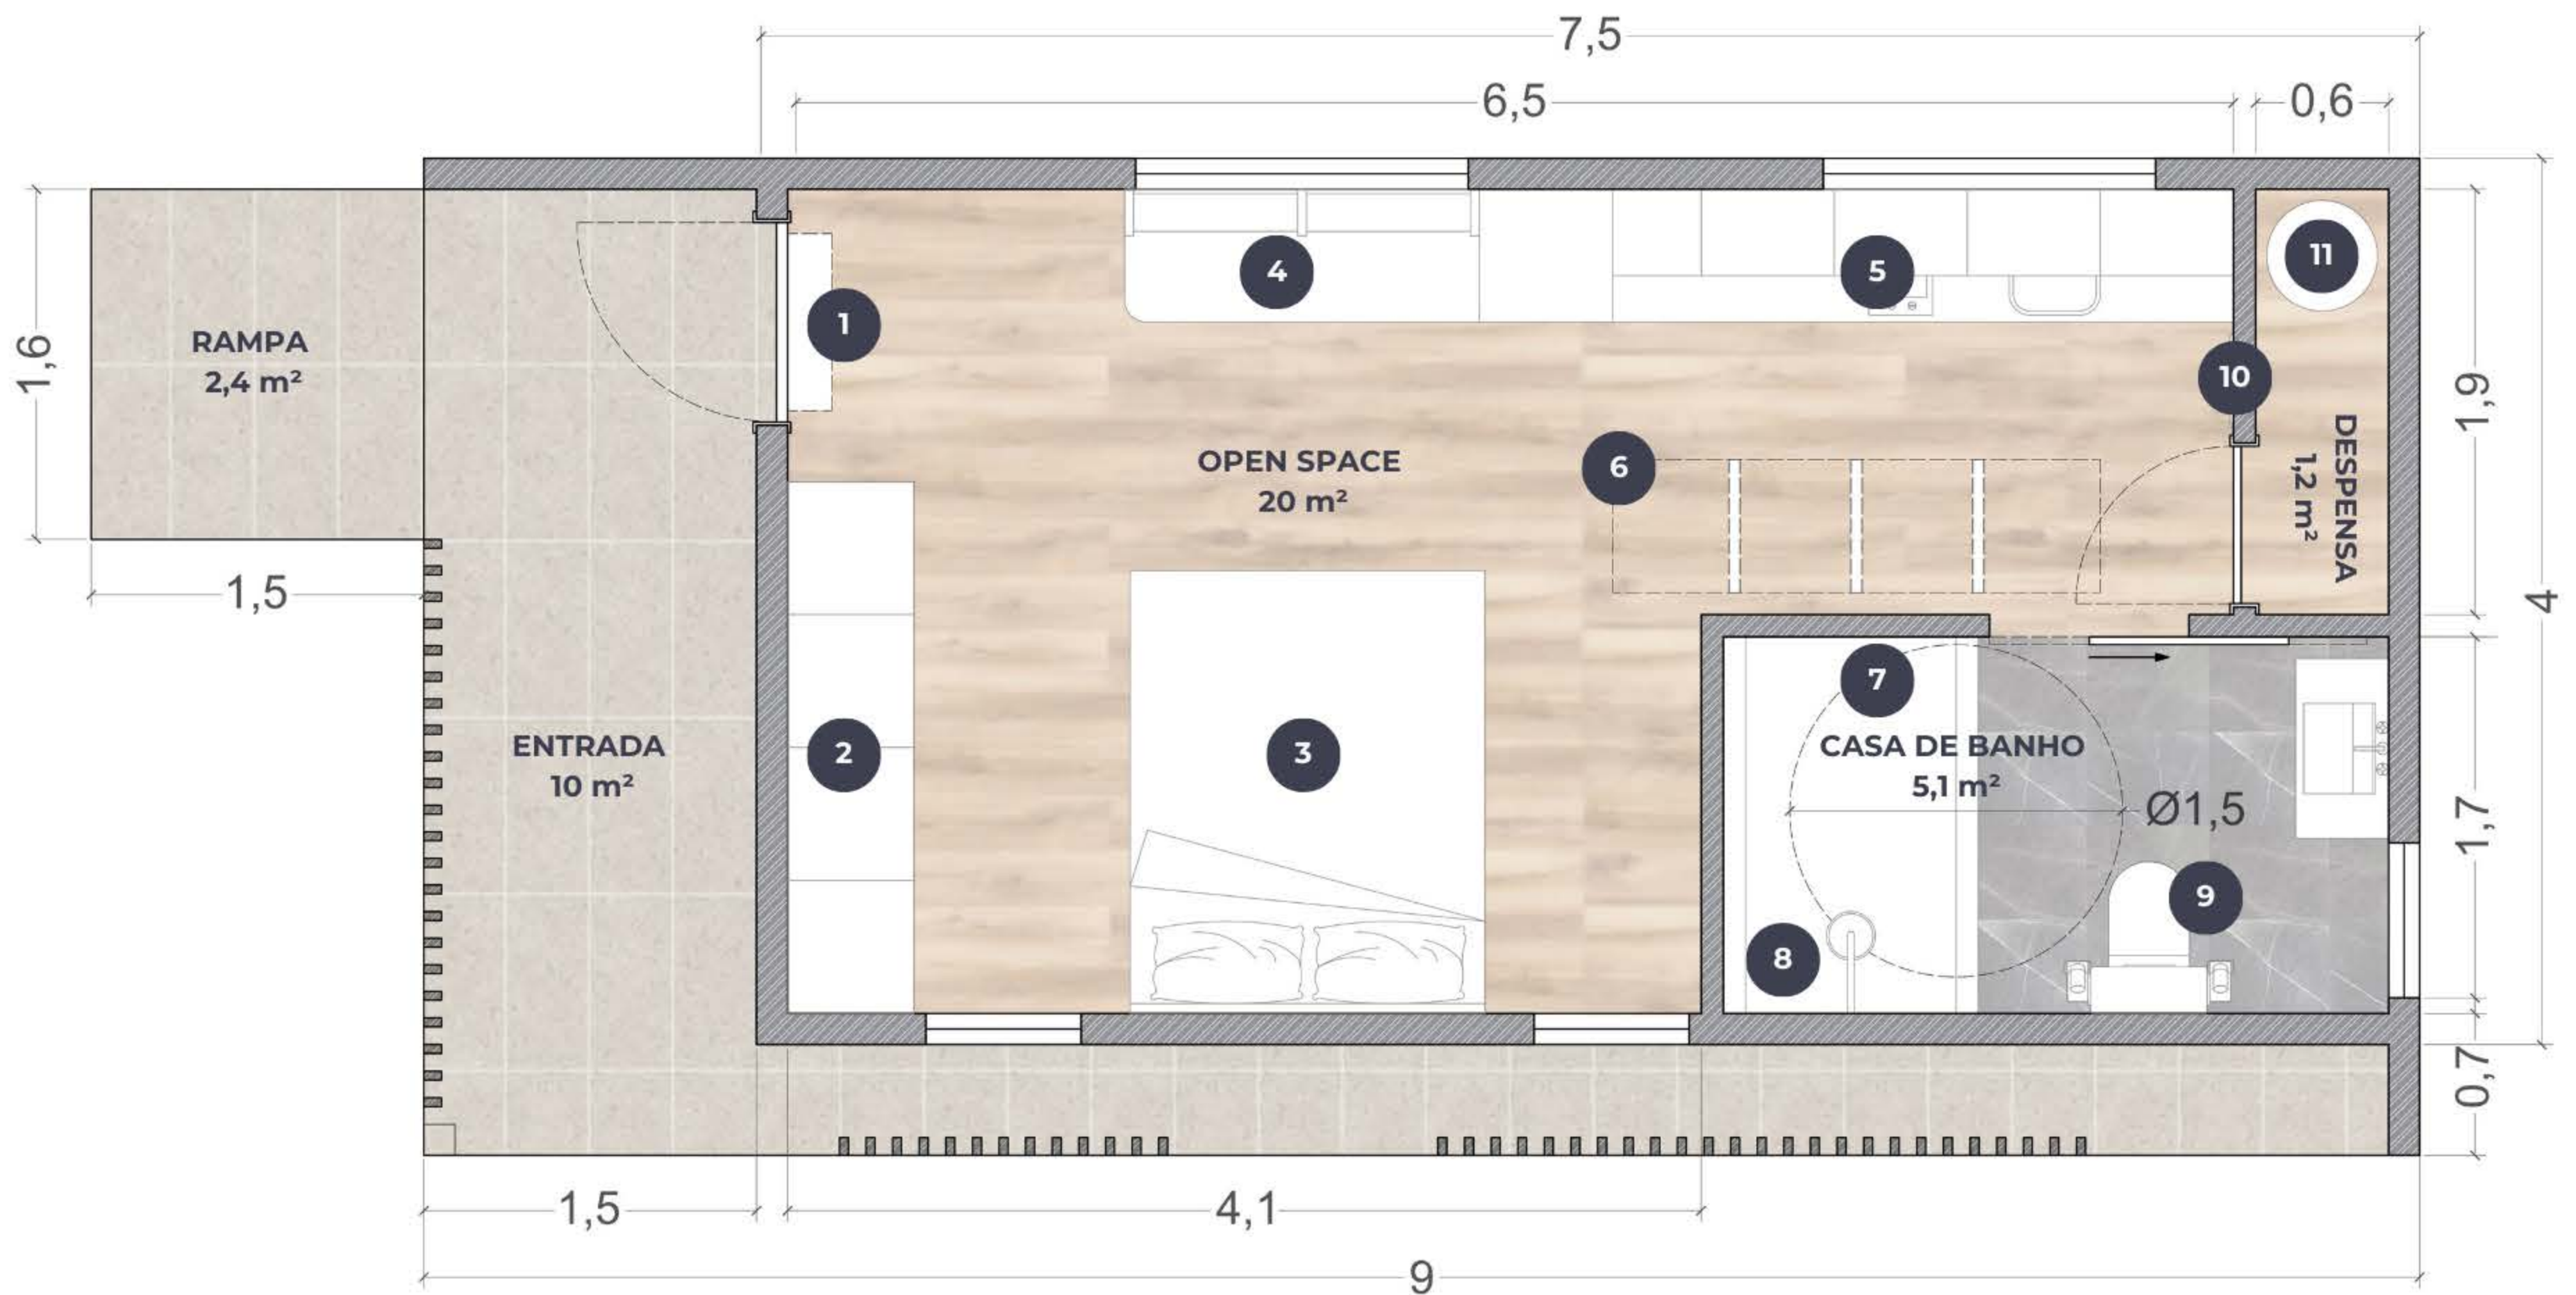 7,5
6,5
0,6
1,6
RAMPA
2,4 m²
1,5
1
4
5
11
10
6
OPEN SPACE
20 m²
DESPENSA
1,2 m²
1,9
4
ENTRADA
10 m²
2
3
7
CASA DE BANHO
5,1 m²
Ø1,5
8
9
1,7
0,7
1,5
4,1
9